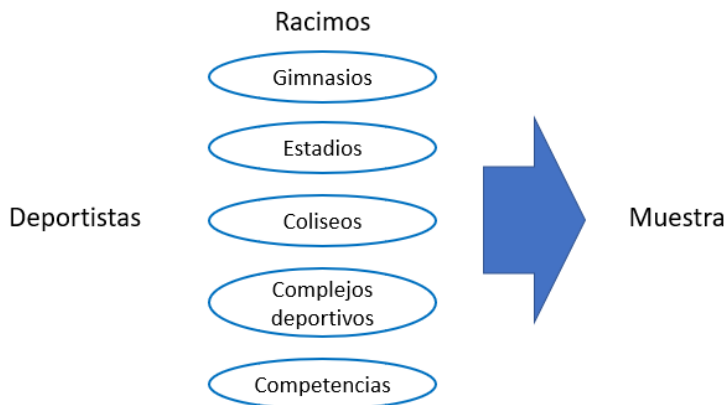 Racimos
Gimnasios
Estadios
Deportistas
Coliseos
Muestra
Complejos
deportivos
Competencias